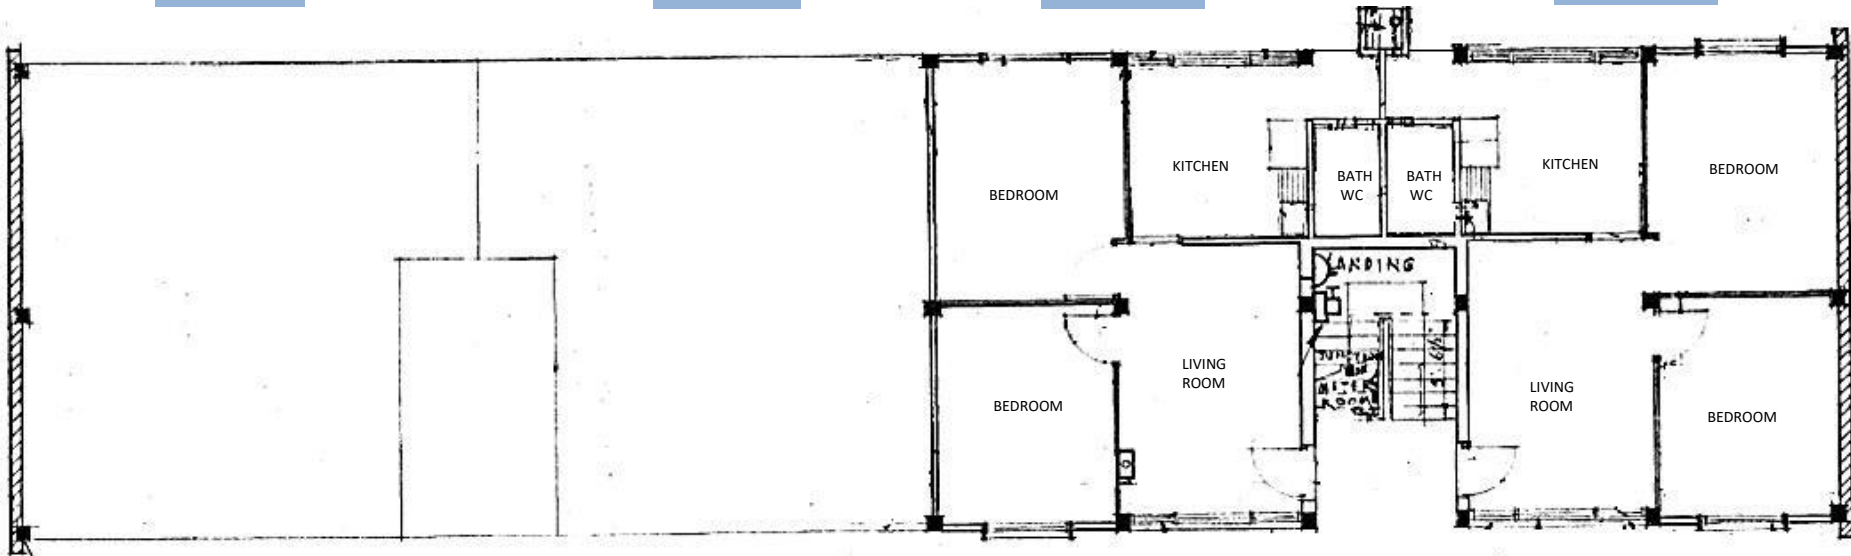 KITCHEN
BATH
WC
BATH
WC
KITCHEN
BEDROOM
BEDROOM
LANDING
LIVING
ROOM
BEDROOM
LIVING
ROOM
BEDROOM
METER
ROOM